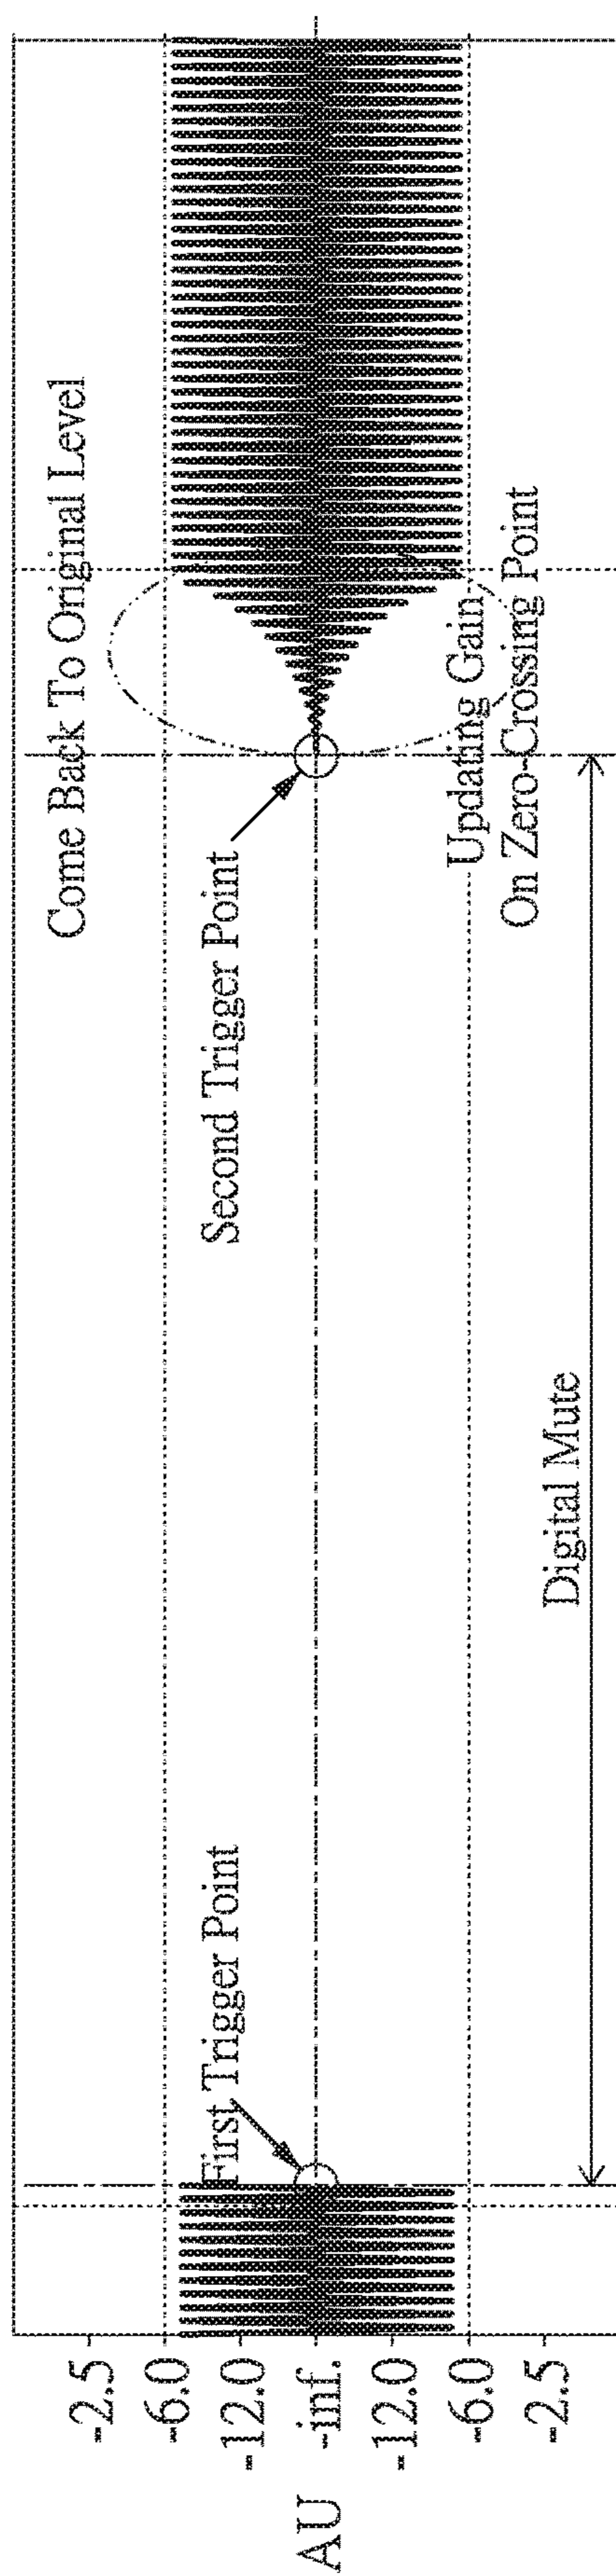 Come Back To Original Level
-2.5
-6.0
First Trigger Point
Second Trigger Point
-12.0
AU
-inf.
-12.0
-6.0
Updating Gain
On Zero-Crossing Point
-2.5
Digital Mute